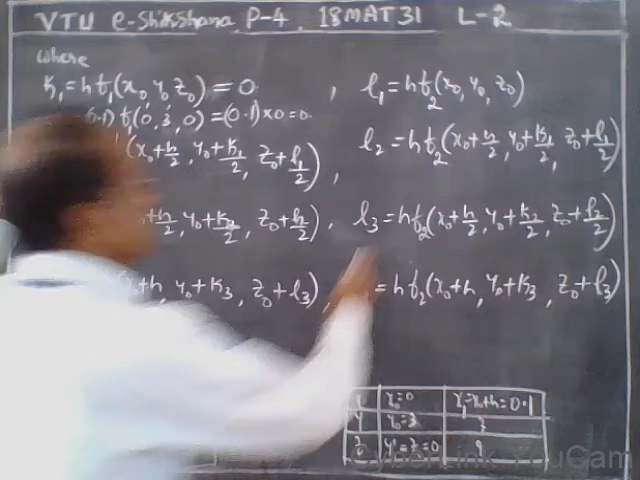 VTU e-Shikshana P-4, 18MAT31 L-2
where
K₁ = hf₁(x₀, y₀, z₀) = 0 , l₁ = hf₂(x₀, y₀, z₀)
0.1) f₁(0, 3, 0) = (0.1)×0 = 0.
(x₀+h/2, y₀+K₁/2, z₀+l₁/2) , l₂ = hf₂(x₀+h/2, y₀+K₁/2, z₀+l₁/2)
+h/2, y₀+K₂/2, z₀+l₂/2) , l₃ = hf₂(x₀+h/2, y₀+K₂/2, z₀+l₂/2)
+h, y₀+K₃, z₀+l₃) , = hf₂(x₀+h, y₀+K₃, z₀+l₃)
x₀=0 x₁=x₀+h=0.1
y y₀=3 ?
y'=z=0 ?
CyberLink YouCam